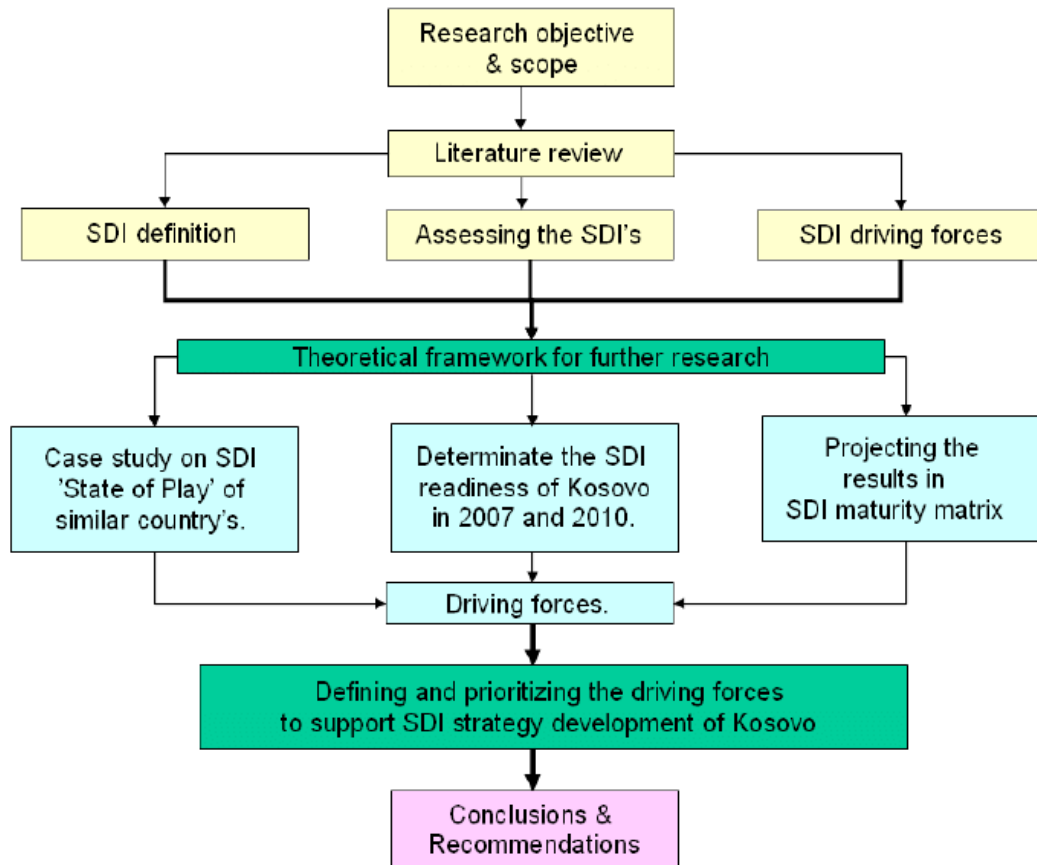 Research objective
& scope
Literature review
SDI definition
Assessing the SDI's
SDI driving forces
Theoretical framework for further research
Case study on SDI
'State of Play' of
similar country's.
Determinate the SDI
readiness of Kosovo
in 2007 and 2010.
Projecting the
results in
SDI maturity matrix
Driving forces.
Defining and prioritizing the driving forces
to support SDI strategy development of Kosovo
Conclusions &
Recommendations